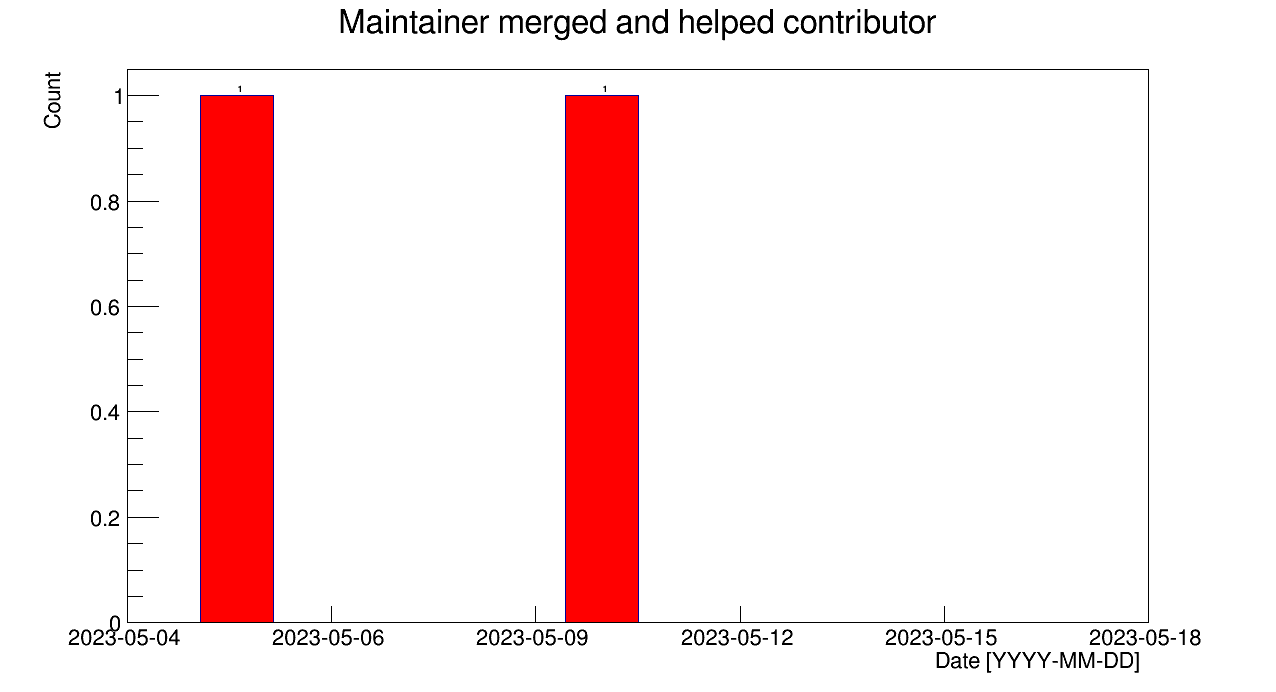 Maintainer merged and helped contributor
Count
1
1
1
0.8
0.6
0.4
0.2
0
2023-05-04 2023-05-06 2023-05-09 2023-05-12 2023-05-15 2023-05-18
Date [YYYY-MM-DD]